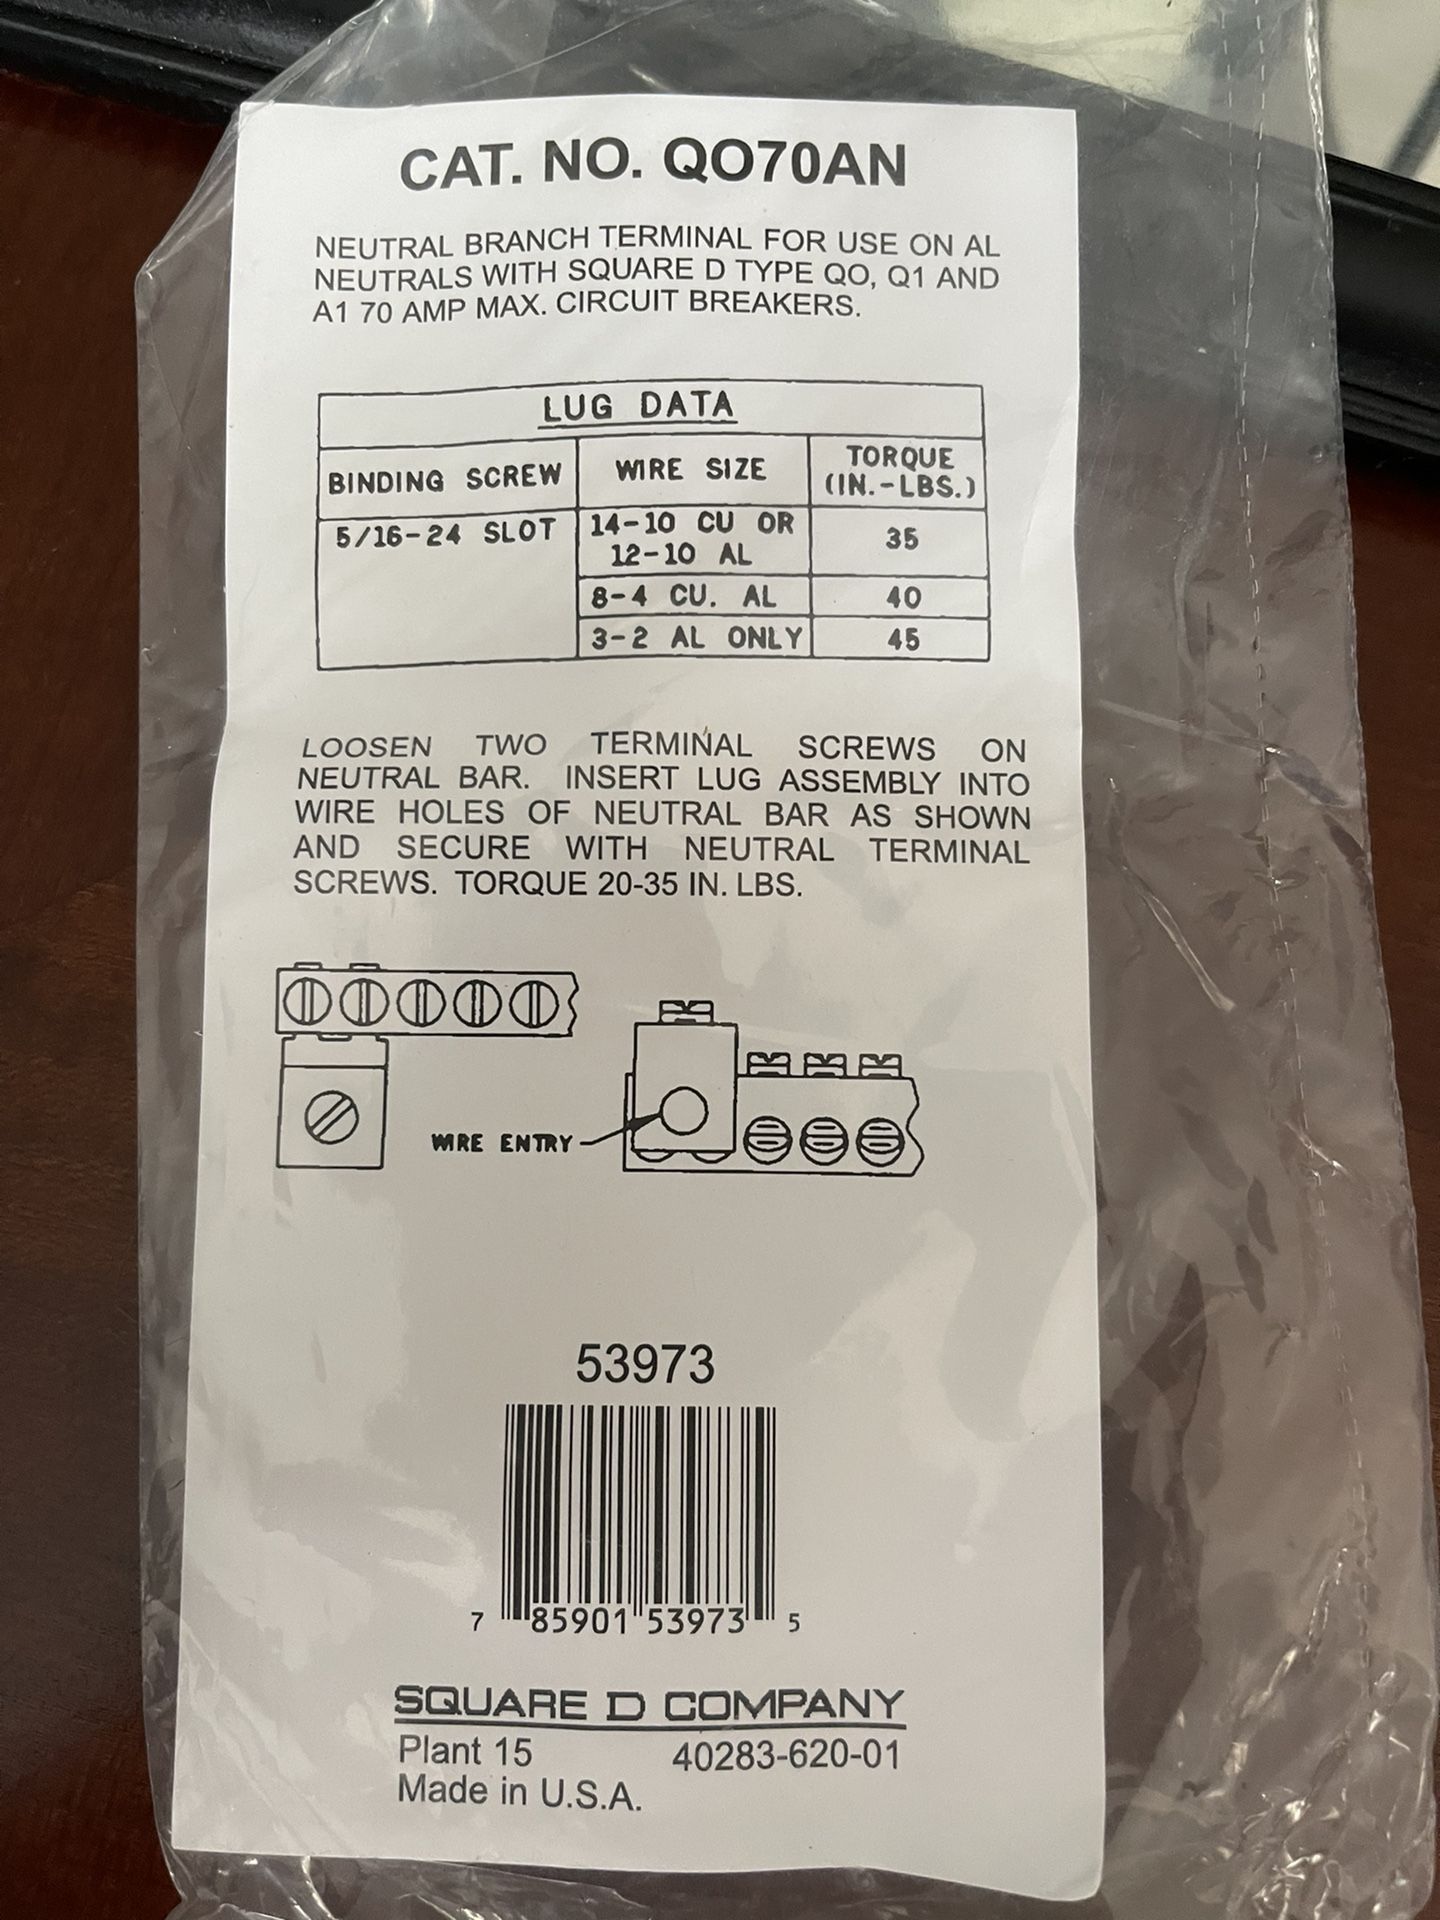 CAT. NO. QO70AN
NEUTRAL BRANCH TERMINAL FOR USE ON AL
NEUTRALS WITH SQUARE D TYPE QO, Q1 AND
A1 70 AMP MAX. CIRCUIT BREAKERS.
LUG DATA
BINDING SCREW WIRE SIZE TORQUE
(IN.-LBS.)
5/16-24 SLOT 14-10 CU OR 35
12-10 AL
8-4 CU. AL 40
3-2 AL ONLY 45
LOOSEN TWO TERMINAL SCREWS ON
NEUTRAL BAR. INSERT LUG ASSEMBLY INTO
WIRE HOLES OF NEUTRAL BAR AS SHOWN
AND SECURE WITH NEUTRAL TERMINAL
SCREWS. TORQUE 20-35 IN. LBS.
WIRE ENTRY
53973
7 85901 53973 5
SQUARE D COMPANY
Plant 15 40283-620-01
Made in U.S.A.